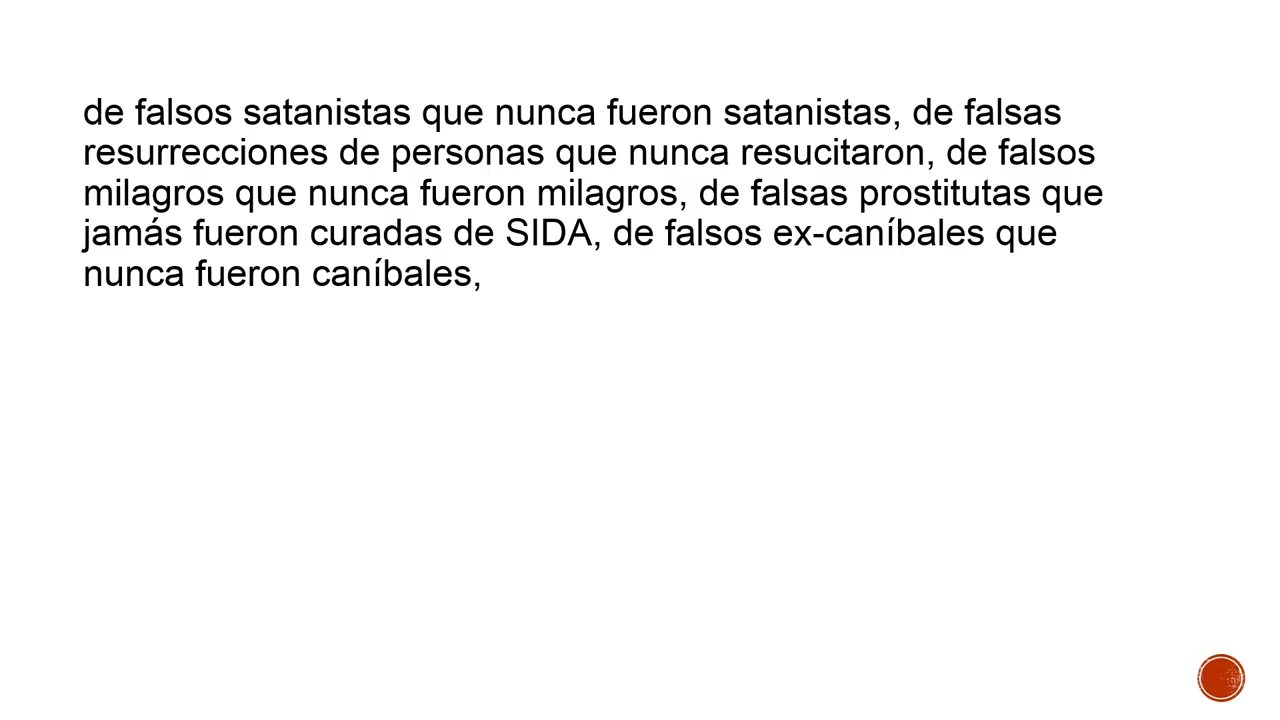 de falsos satanistas que nunca fueron satanistas, de falsas
resurrecciones de personas que nunca resucitaron, de falsos
milagros que nunca fueron milagros, de falsas prostitutas que
jamás fueron curadas de SIDA, de falsos ex-caníbales que
nunca fueron caníbales,